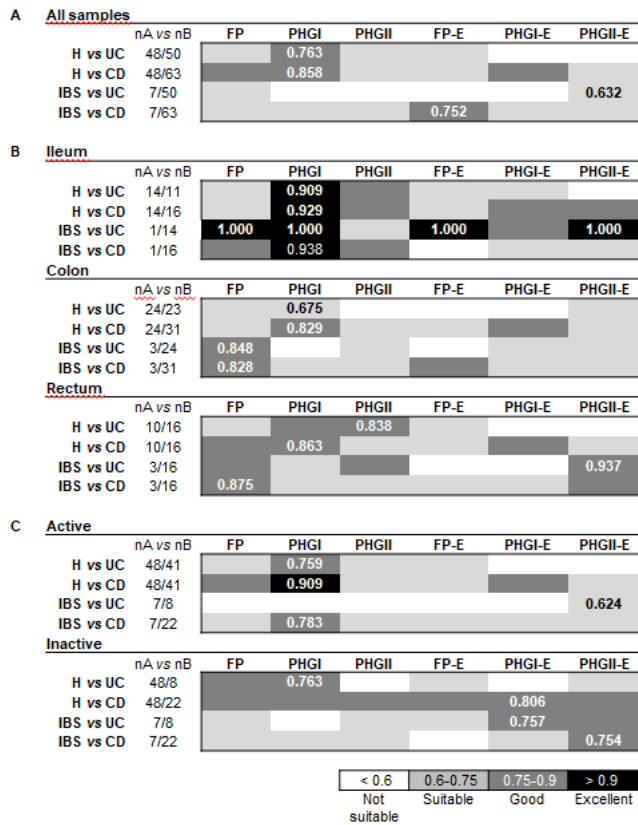 A All samples
nA vs nB FP PHGI PHGII FP-E PHGI-E PHGII-E
H vs UC 48/50 0.763
H vs CD 48/63 0.858
IBS vs UC 7/50 0.632
IBS vs CD 7/63 0.752
B Ileum
nA vs nB FP PHGI PHGII FP-E PHGI-E PHGII-E
H vs UC 14/11 0.909
H vs CD 14/16 0.929
IBS vs UC 1/14 1.000 1.000 1.000 1.000
IBS vs CD 1/16 0.938
Colon
nA vs nB FP PHGI PHGII FP-E PHGI-E PHGII-E
H vs UC 24/23 0.675
H vs CD 24/31 0.829
IBS vs UC 3/24 0.848
IBS vs CD 3/31 0.828
Rectum
nA vs nB FP PHGI PHGII FP-E PHGI-E PHGII-E
H vs UC 10/16 0.838
H vs CD 10/16 0.863
IBS vs UC 3/16 0.937
IBS vs CD 3/16 0.875
C Active
nA vs nB FP PHGI PHGII FP-E PHGI-E PHGII-E
H vs UC 48/41 0.759
H vs CD 48/41 0.909
IBS vs UC 7/8 0.624
IBS vs CD 7/22 0.783
Inactive
nA vs nB FP PHGI PHGII FP-E PHGI-E PHGII-E
H vs UC 48/8 0.763
H vs CD 48/22 0.806
IBS vs UC 7/8 0.757
IBS vs CD 7/22 0.754
< 0.6 0.6-0.75 0.75-0.9 > 0.9
Not Suitable Good Excellent
suitable